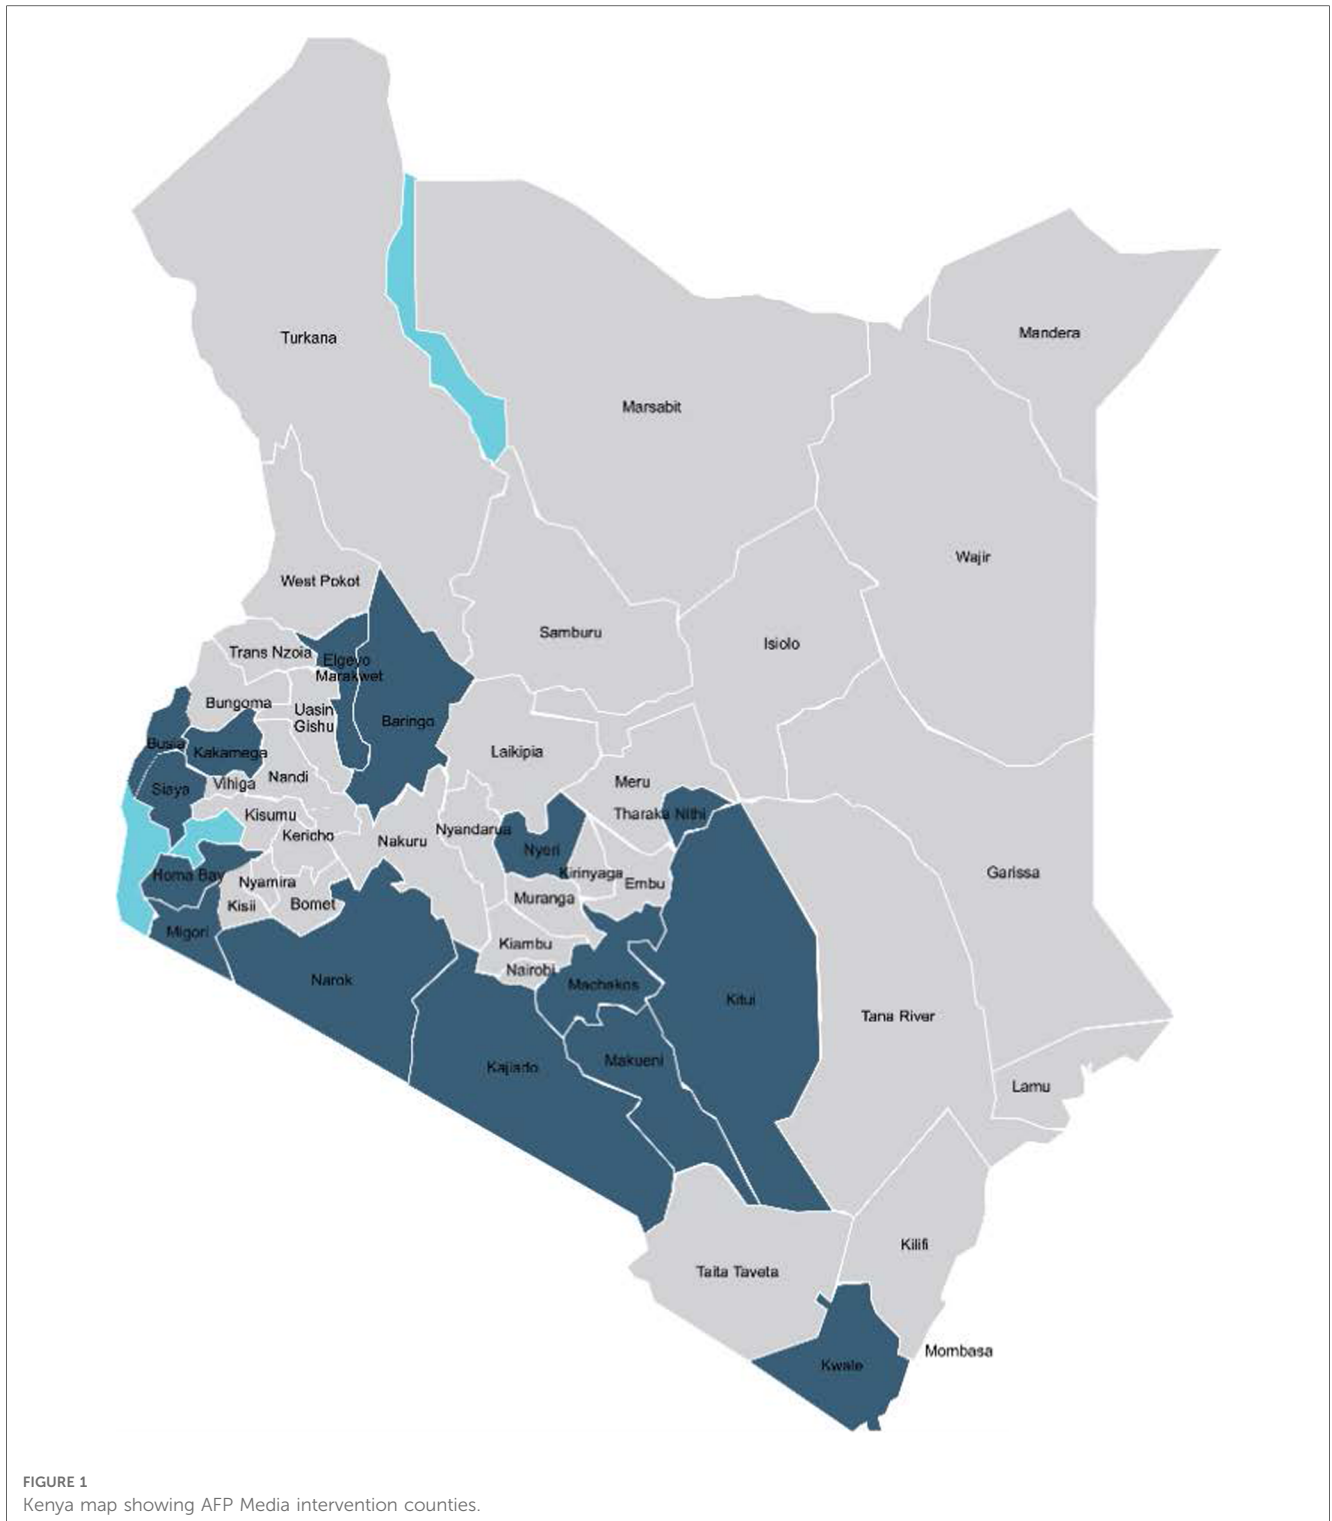 Turkana
Mandera
Marsabit
Wajir
West Pokot
Samburu
Isiolo
Trans Nzoia
Elgeyo
Marakwet
Bungoma
Uasin
Gishu
Baringo
Busia
Kakamega
Laikipia
Nandi
Vihiga
Siaya
Meru
Tharaka Nithi
Kisumu
Kericho
Nyandarua
Nakuru
Nyeri
Kirinyaga
Garissa
Homa Bay
Nyamira
Embu
Muranga
Kisii
Bomet
Migori
Kiambu
Nairobi
Narok
Machakos
Kitui
Tana River
Makueni
Kajiado
Lamu
Kilifi
Taita Taveta
Mombasa
Kwale
FIGURE 1
Kenya map showing AFP Media intervention counties.